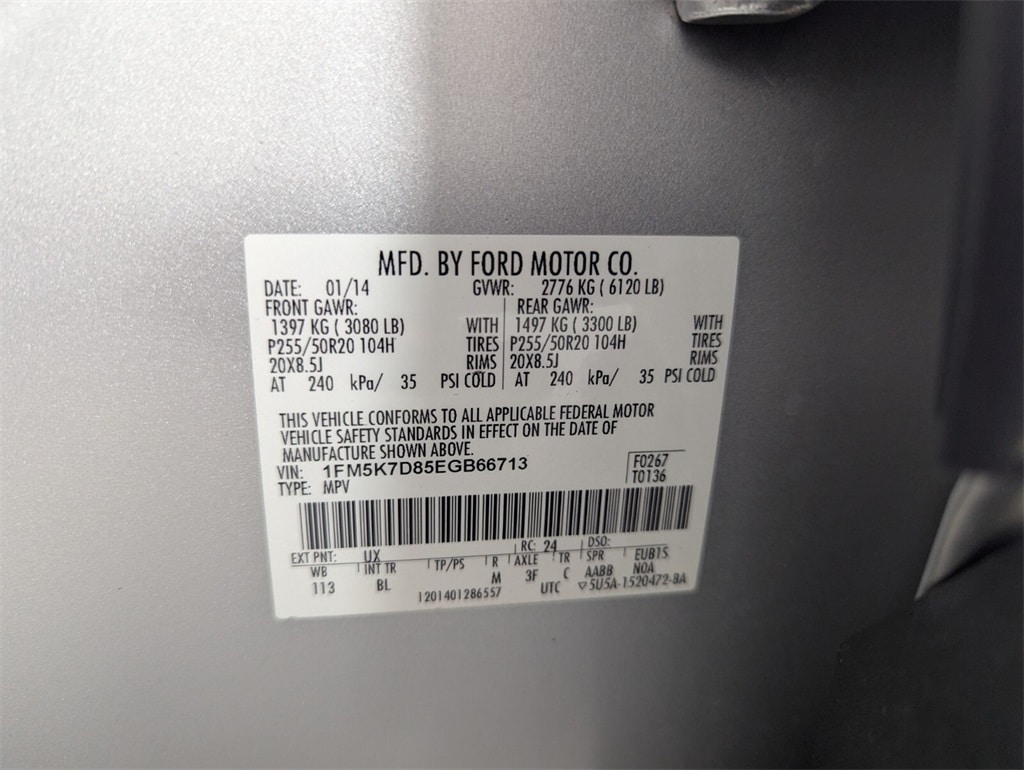 MFD. BY FORD MOTOR CO.
DATE: 01/14 GVWR: 2776 KG ( 6120 LB)
FRONT GAWR: REAR GAWR:
1397 KG ( 3080 LB) WITH 1497 KG ( 3300 LB) WITH
P255/50R20 104H TIRES P255/50R20 104H TIRES
20X8.5J RIMS 20X8.5J RIMS
AT 240 kPa/ 35 PSI COLD AT 240 kPa/ 35 PSI COLD
THIS VEHICLE CONFORMS TO ALL APPLICABLE FEDERAL MOTOR
VEHICLE SAFETY STANDARDS IN EFFECT ON THE DATE OF
MANUFACTURE SHOWN ABOVE.
VIN: 1FM5K7D85EGB66713 F0267
TYPE: MPV T0136
EXT PNT: UX RC: 24 DSO:
WB INT TR TP/PS R AXLE TR SPR EUB1S
113 BL M 3F C AABB NOA
1201401286557 UTC ▽5U5A-1520472-BA